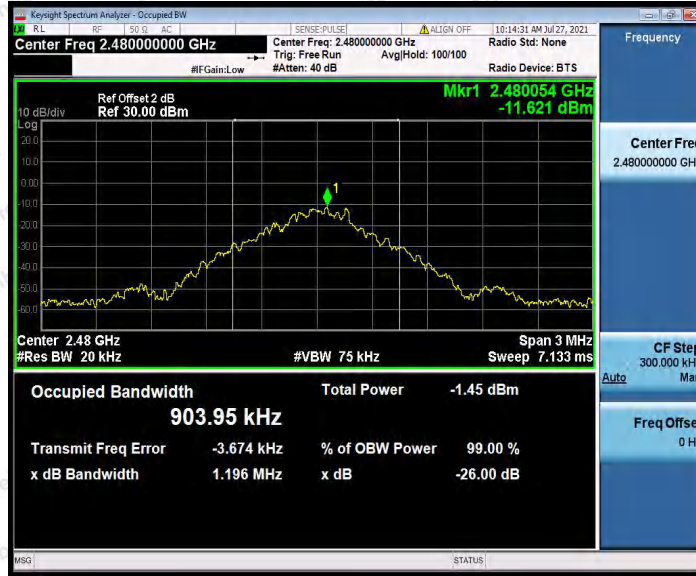 Keysight Spectrum Analyzer - Occupied BW
LXI RL RF 50 Ω AC SENSE:PULSE ALIGN OFF 10:14:31 AM Jul 27, 2021
Center Freq 2.480000000 GHz
Center Freq: 2.480000000 GHz Radio Std: None
Trig: Free Run Avg|Hold: 100/100
#IFGain:Low #Atten: 40 dB Radio Device: BTS
Frequency
Ref Offset 2 dB Mkr1 2.480054 GHz
10 dB/div Ref 30.00 dBm -11.621 dBm
Log
20.0
10.0
0.00
-10.0
-20.0
-30.0
-40.0
-50.0
-60.0
1
Center Fre
2.480000000 GH
Center 2.48 GHz Span 3 MHz
#Res BW 20 kHz #VBW 75 kHz Sweep 7.133 ms
CF Step
300.000 kH
Auto Ma
Occupied Bandwidth Total Power -1.45 dBm
903.95 kHz
Transmit Freq Error -3.674 kHz % of OBW Power 99.00 %
x dB Bandwidth 1.196 MHz x dB -26.00 dB
Freq Offse
0 H
MSG STATUS